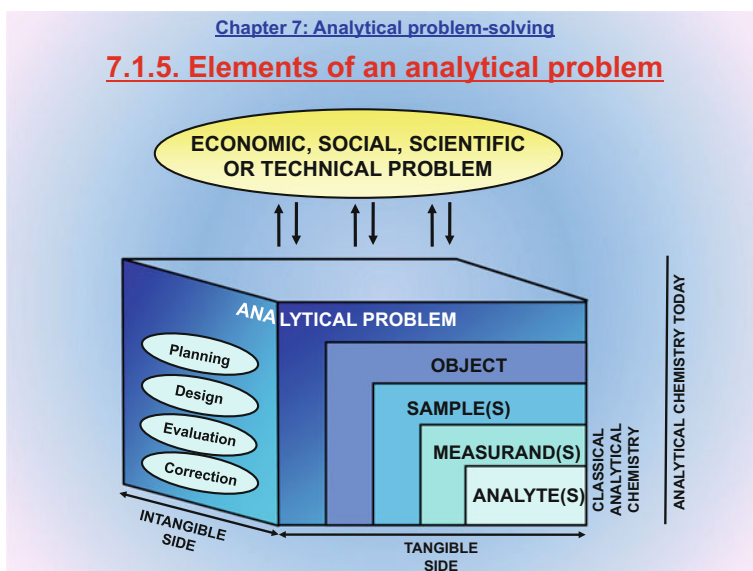 Chapter 7: Analytical problem-solving
7.1.5. Elements of an analytical problem
ECONOMIC, SOCIAL, SCIENTIFIC
OR TECHNICAL PROBLEM
ANALYTICAL PROBLEM
Planning
Design
Evaluation
Correction
OBJECT
SAMPLE(S)
MEASURAND(S)
ANALYTE(S)
CLASSICAL
ANALYTICAL
CHEMISTRY
ANALYTICAL CHEMISTRY TODAY
INTANGIBLE
SIDE
TANGIBLE
SIDE